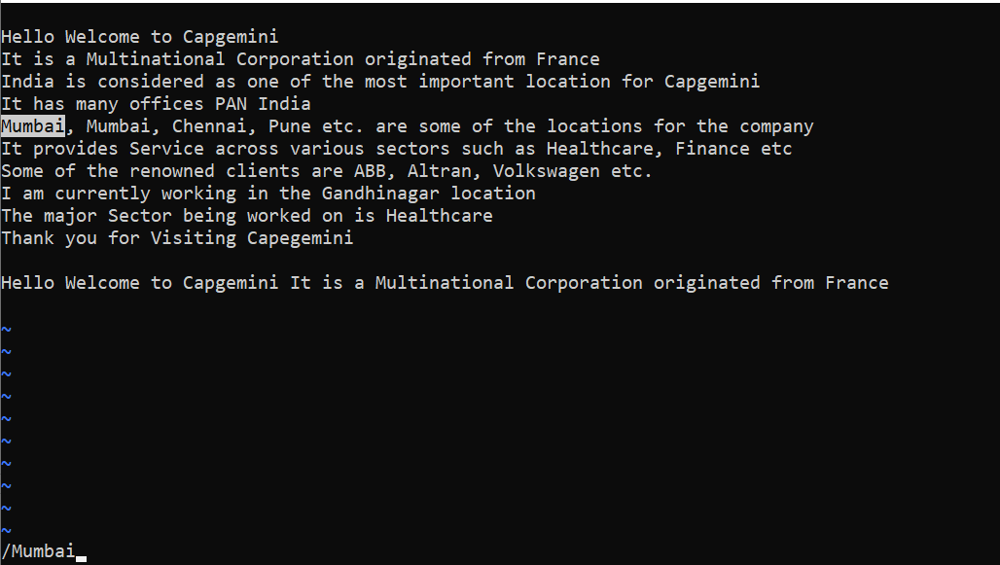 Hello Welcome to Capgemini
It is a Multinational Corporation originated from France
India is considered as one of the most important location for Capgemini
It has many offices PAN India
Mumbai, Mumbai, Chennai, Pune etc. are some of the locations for the company
It provides Service across various sectors such as Healthcare, Finance etc
Some of the renowned clients are ABB, Altran, Volkswagen etc.
I am currently working in the Gandhinagar location
The major Sector being worked on is Healthcare
Thank you for Visiting Capegemini
Hello Welcome to Capgemini It is a Multinational Corporation originated from France
~
~
~
~
~
~
~
~
~
~
/Mumbai